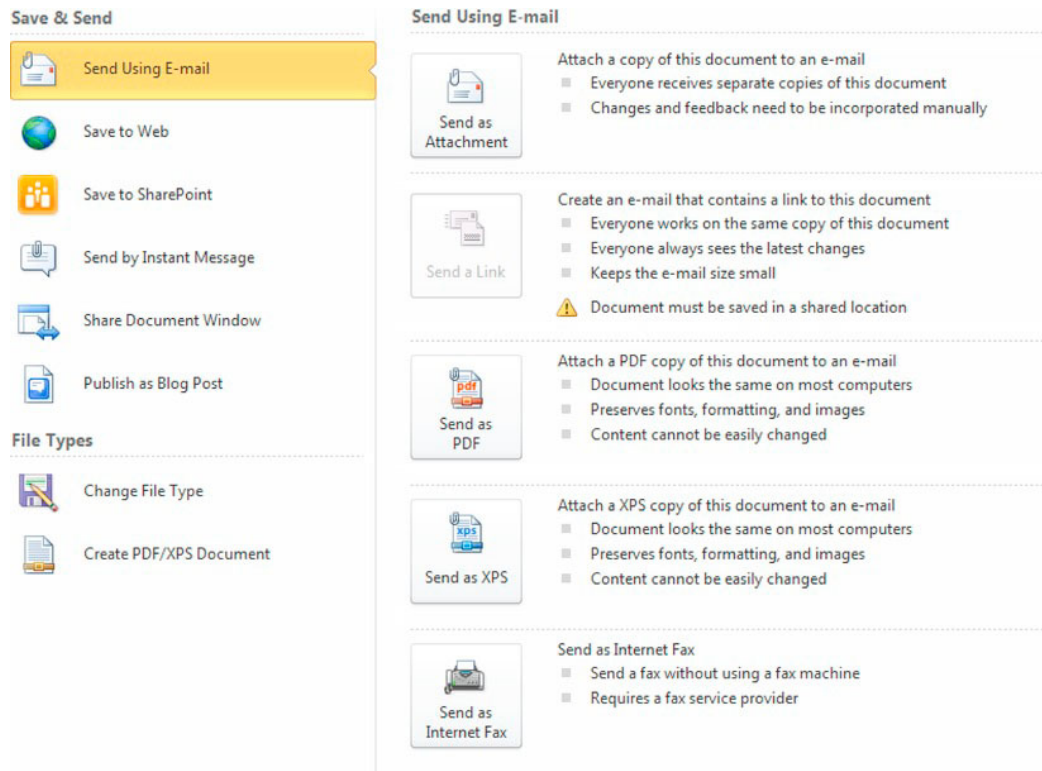 Save & Send
Send Using E-mail
Save to Web
Save to SharePoint
Send by Instant Message
Share Document Window
Publish as Blog Post
File Types
Change File Type
Create PDF/XPS Document
Send Using E-mail
Send as
Attachment
Attach a copy of this document to an e-mail
Everyone receives separate copies of this document
Changes and feedback need to be incorporated manually
Send a Link
Create an e-mail that contains a link to this document
Everyone works on the same copy of this document
Everyone always sees the latest changes
Keeps the e-mail size small
Document must be saved in a shared location
pdf
Send as
PDF
Attach a PDF copy of this document to an e-mail
Document looks the same on most computers
Preserves fonts, formatting, and images
Content cannot be easily changed
xps
Send as XPS
Attach a XPS copy of this document to an e-mail
Document looks the same on most computers
Preserves fonts, formatting, and images
Content cannot be easily changed
Send as
Internet Fax
Send as Internet Fax
Send a fax without using a fax machine
Requires a fax service provider